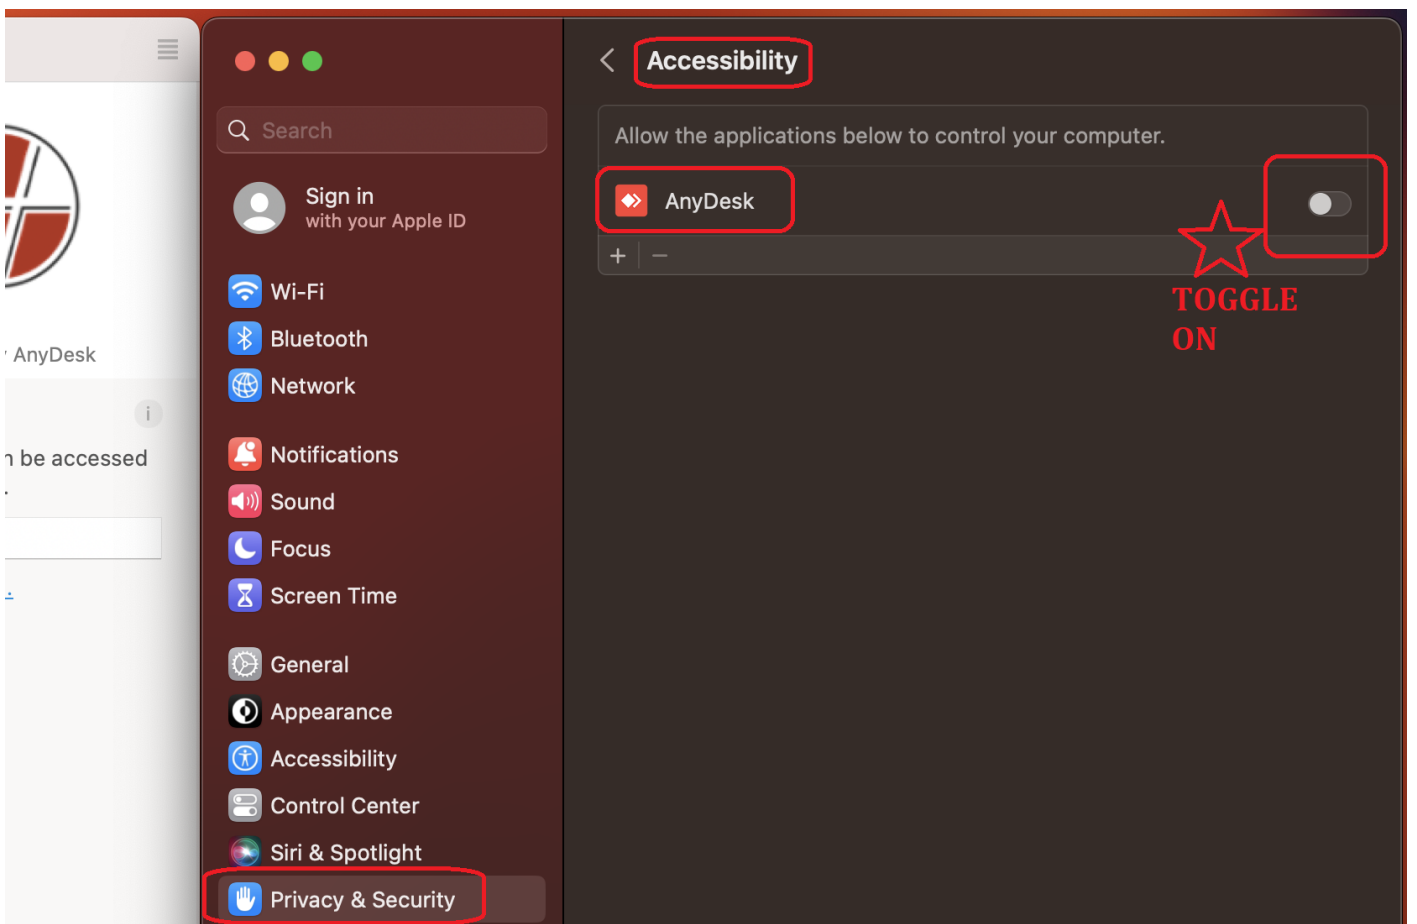 Accessibility
Search
Allow the applications below to control your computer.
Sign in
with your Apple ID
AnyDesk
TOGGLE
ON
Wi-Fi
Bluetooth
AnyDesk
Network
i
Notifications
be accessed
Sound
Focus
Screen Time
General
Appearance
Accessibility
Control Center
Siri & Spotlight
Privacy & Security